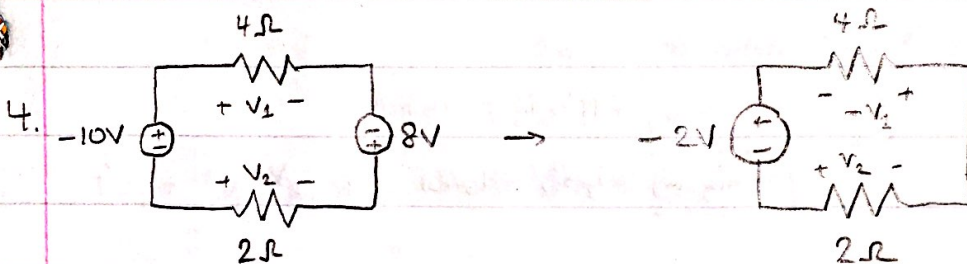 4Ω 4Ω
+ V₁ - - -V₁ +
4. -10V + - - + 8V → - 2V + -
+ V₂ - + V₂ -
2Ω 2Ω